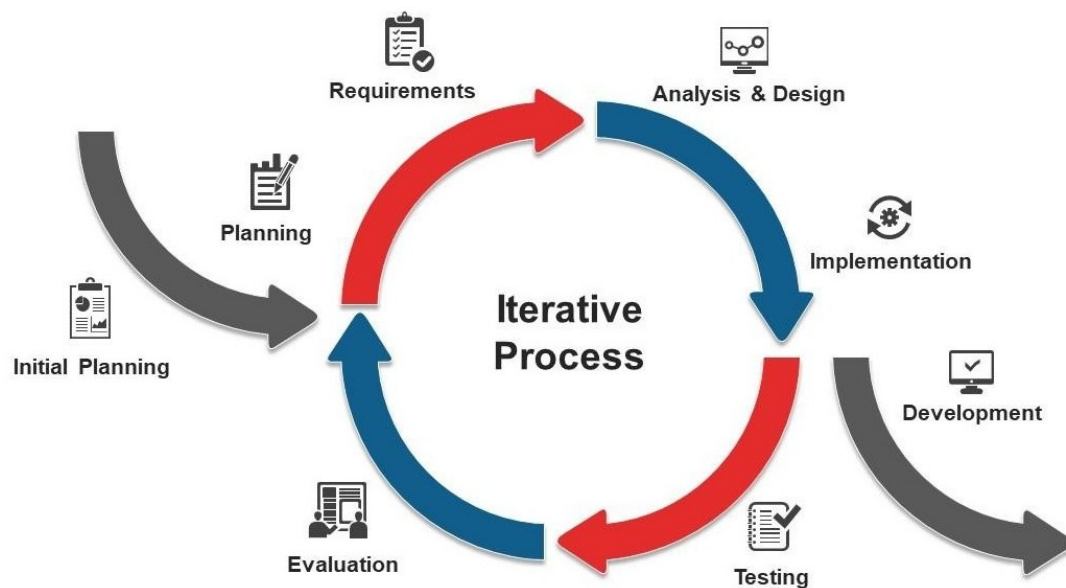 Initial Planning
Planning
Requirements
Analysis & Design
Implementation
Development
Testing
Evaluation
Iterative
Process